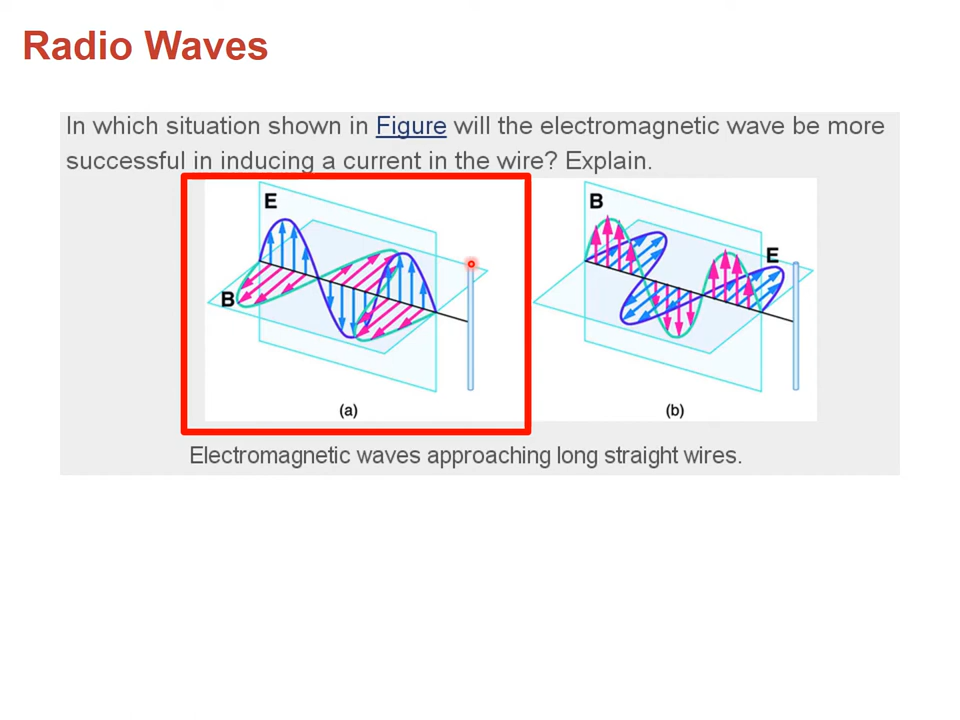 Radio Waves
In which situation shown in Figure will the electromagnetic wave be more
successful in inducing a current in the wire? Explain.
E
B
(a)
B
E
(b)
Electromagnetic waves approaching long straight wires.